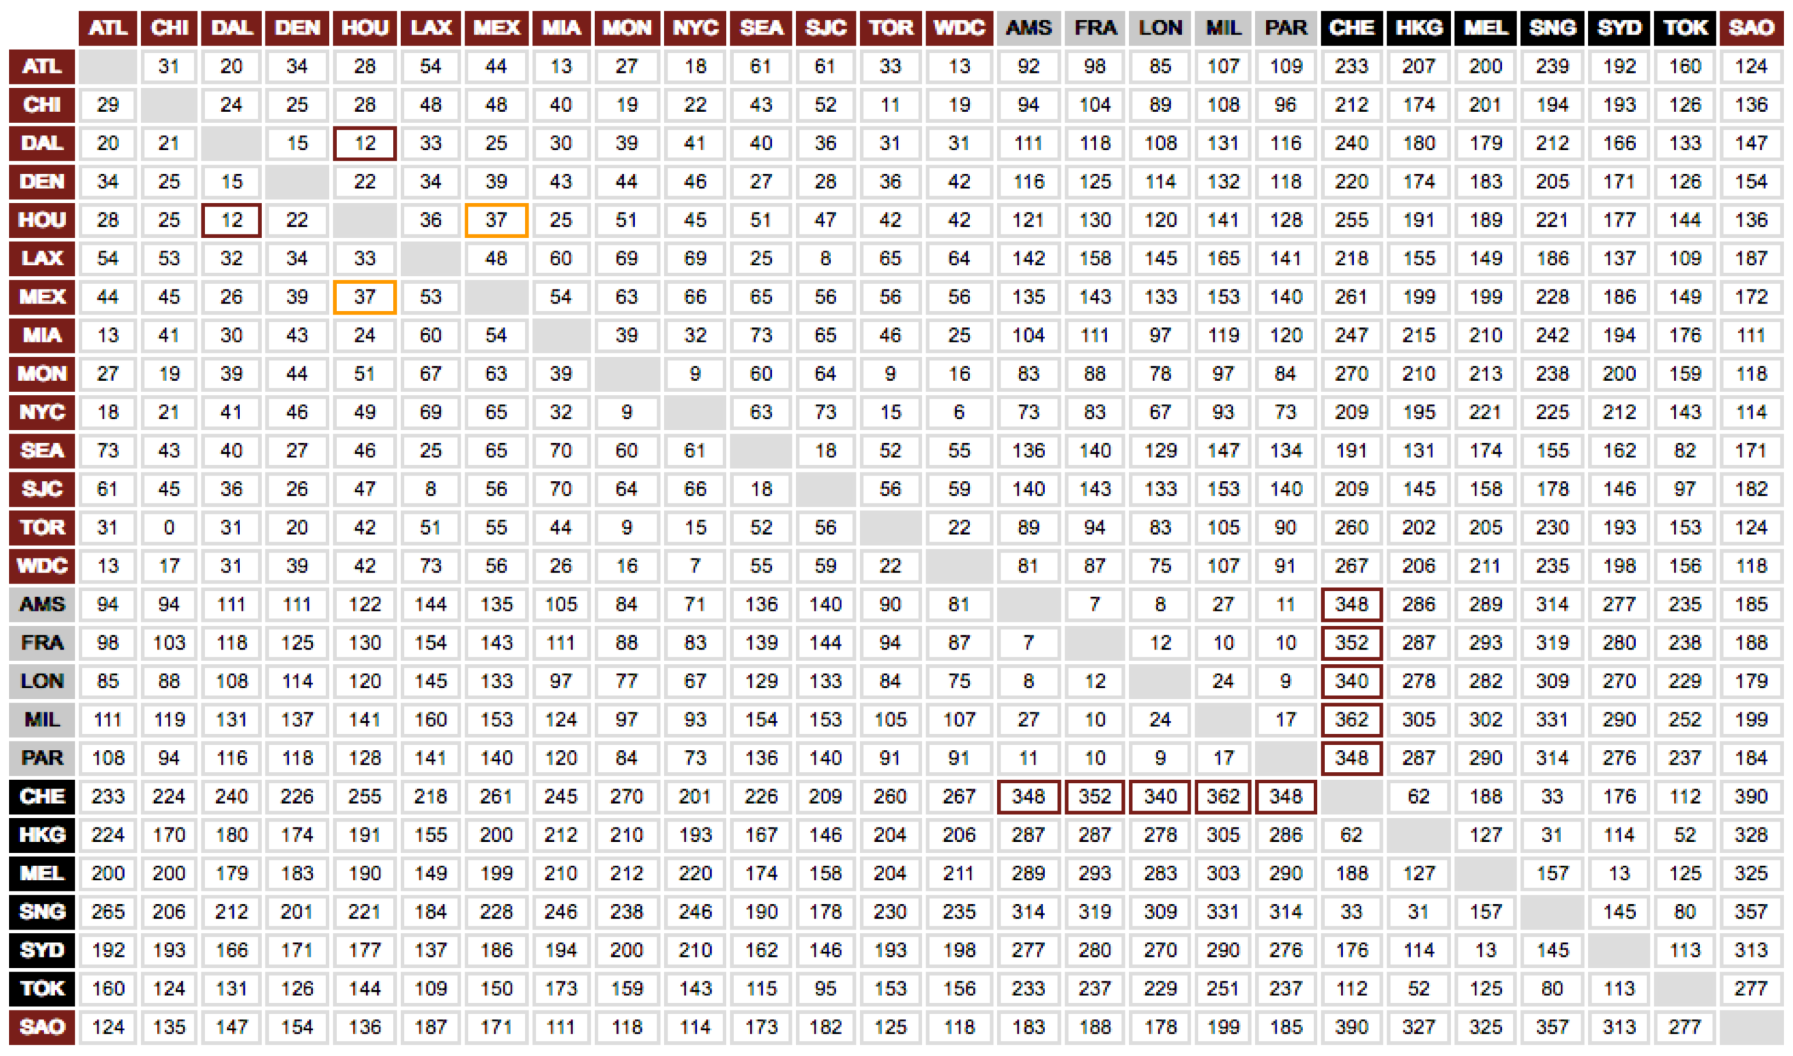 ATL CHI DAL DEN HOU LAX MEX MIA MON NYC SEA SJC TOR WDC AMS FRA LON MIL PAR CHE HKG MEL SNG SYD TOK SAO
ATL 31 20 34 28 54 44 13 27 18 61 61 33 13 92 98 85 107 109 233 207 200 239 192 160 124
CHI 29 24 25 28 48 48 40 19 22 43 52 11 19 94 104 89 108 96 212 174 201 194 193 126 136
DAL 20 21 15 12 33 25 30 39 41 40 36 31 31 111 118 108 131 116 240 180 179 212 166 133 147
DEN 34 25 15 22 34 39 43 44 46 27 28 36 42 116 125 114 132 118 220 174 183 205 171 126 154
HOU 28 25 12 22 36 37 25 51 45 51 47 42 42 121 130 120 141 128 255 191 189 221 177 144 136
LAX 54 53 32 34 33 48 60 69 69 25 8 65 64 142 158 145 165 141 218 155 149 186 137 109 187
MEX 44 45 26 39 37 53 54 63 66 65 56 56 56 135 143 133 153 140 261 199 199 228 186 149 172
MIA 13 41 30 43 24 60 54 39 32 73 65 46 25 104 111 97 119 120 247 215 210 242 194 176 111
MON 27 19 39 44 51 67 63 39 9 60 64 9 16 83 88 78 97 84 270 210 213 238 200 159 118
NYC 18 21 41 46 49 69 65 32 9 63 73 15 6 73 83 67 93 73 209 195 221 225 212 143 114
SEA 73 43 40 27 46 25 65 70 60 61 18 52 55 136 140 129 147 134 191 131 174 155 162 82 171
SJC 61 45 36 26 47 8 56 70 64 66 18 56 59 140 143 133 153 140 209 145 158 178 146 97 182
TOR 31 0 31 20 42 51 55 44 9 15 52 56 22 89 94 83 105 90 260 202 205 230 193 153 124
WDC 13 17 31 39 42 73 56 26 16 7 55 59 22 81 87 75 107 91 267 206 211 235 198 156 118
AMS 94 94 111 111 122 144 135 105 84 71 136 140 90 81 7 8 27 11 348 286 289 314 277 235 185
FRA 98 103 118 125 130 154 143 111 88 83 139 144 94 87 7 12 10 10 352 287 293 319 280 238 188
LON 85 88 108 114 120 145 133 97 77 67 129 133 84 75 8 12 24 9 340 278 282 309 270 229 179
MIL 111 119 131 137 141 160 153 124 97 93 154 153 105 107 27 10 24 17 362 305 302 331 290 252 199
PAR 108 94 116 118 128 141 140 120 84 73 136 140 91 91 11 10 9 17 348 287 290 314 276 237 184
CHE 233 224 240 226 255 218 261 245 270 201 226 209 260 267 348 352 340 362 348 62 188 33 176 112 390
HKG 224 170 180 174 191 155 200 212 210 193 167 146 204 206 287 287 278 305 286 62 127 31 114 52 328
MEL 200 200 179 183 190 149 199 210 212 220 174 158 204 211 289 293 283 303 290 188 127 157 13 125 325
SNG 265 206 212 201 221 184 228 246 238 246 190 178 230 235 314 319 309 331 314 33 31 157 145 80 357
SYD 192 193 166 171 177 137 186 194 200 210 162 146 193 198 277 280 270 290 276 176 114 13 145 113 313
TOK 160 124 131 126 144 109 150 173 159 143 115 95 153 156 233 237 229 251 237 112 52 125 80 113 277
SAO 124 135 147 154 136 187 171 111 118 114 173 182 125 118 183 188 178 199 185 390 327 325 357 313 277